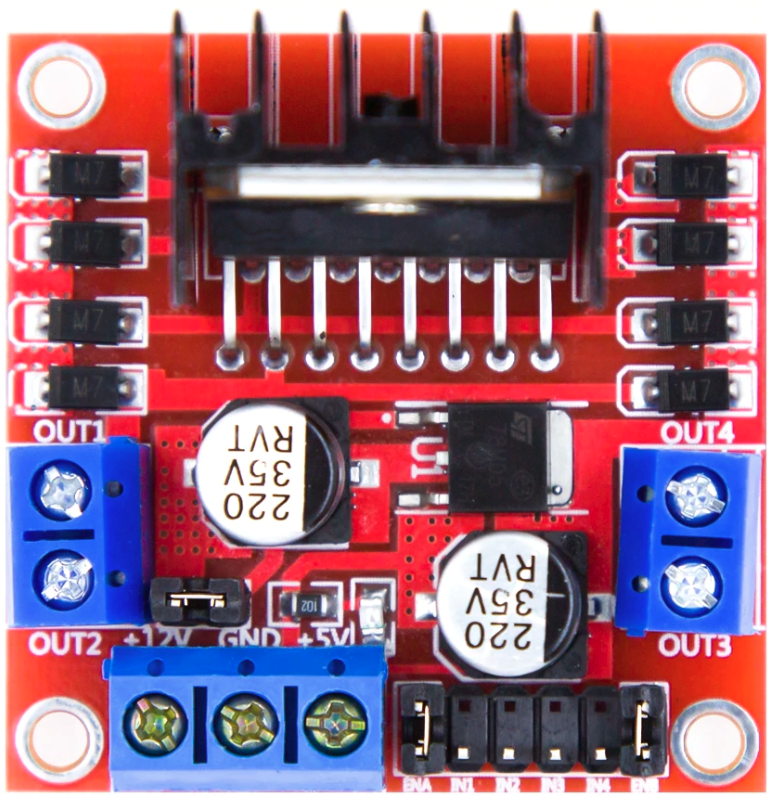 M7
M7
M7
M7
M7
M7
M7
M7
OUT1
OUT4
220
35V
RVT
U1
ST
220
35V
RVT
102
OUT2
+12V
GND
+5V
OUT3
ENA
IN1
IN2
IN3
IN4
ENB